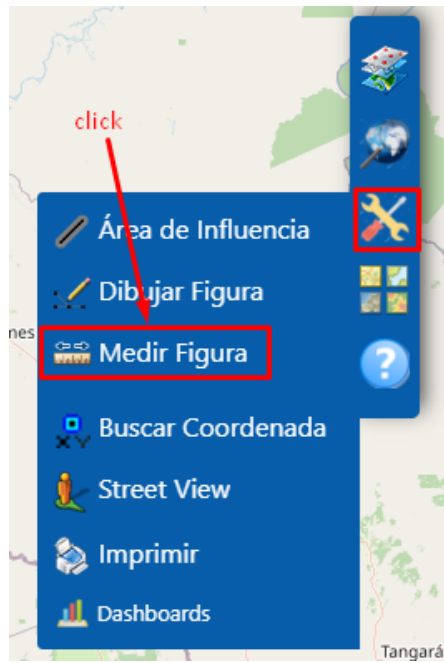 click
Área de Influencia
Dibujar Figura
nes
Medir Figura
?
Buscar Coordenada
X Y
Street View
Imprimir
Dashboards
Tangará